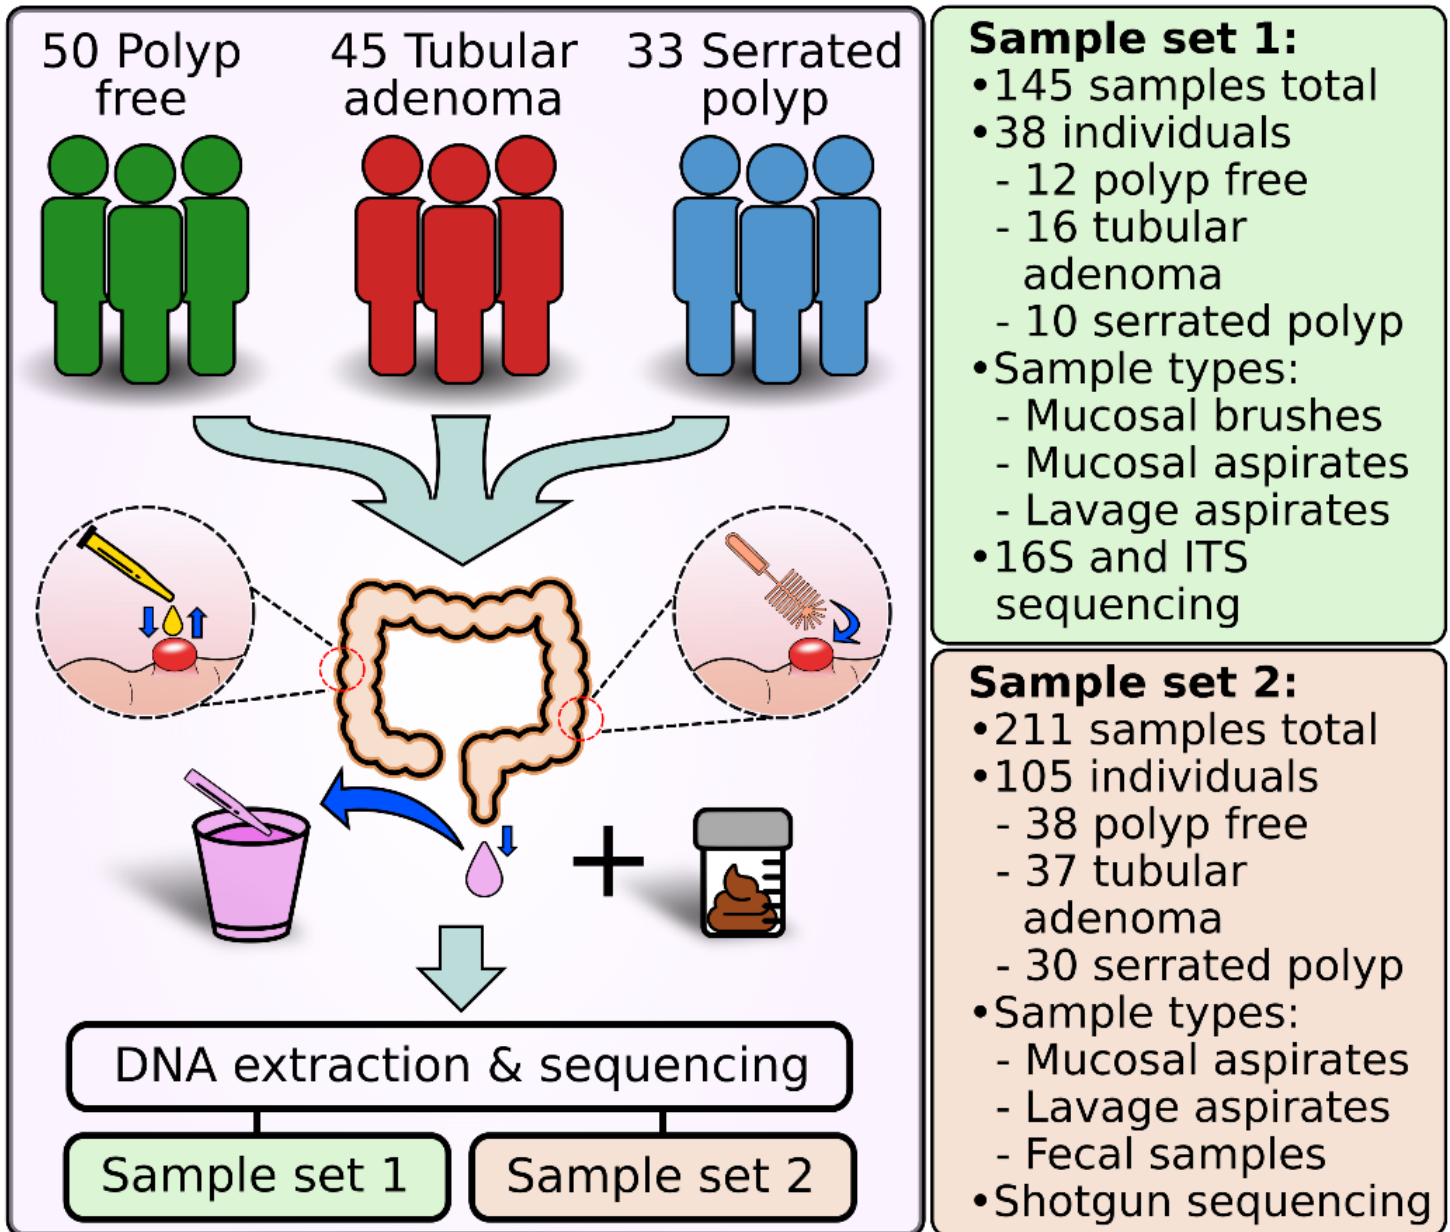 50 Polyp
free
45 Tubular
adenoma
33 Serrated
polyp
DNA extraction & sequencing
Sample set 1
Sample set 2
Sample set 1:
•145 samples total
•38 individuals
- 12 polyp free
- 16 tubular
adenoma
- 10 serrated polyp
•Sample types:
- Mucosal brushes
- Mucosal aspirates
- Lavage aspirates
•16S and ITS
sequencing
Sample set 2:
•211 samples total
•105 individuals
- 38 polyp free
- 37 tubular
adenoma
- 30 serrated polyp
•Sample types:
- Mucosal aspirates
- Lavage aspirates
- Fecal samples
•Shotgun sequencing